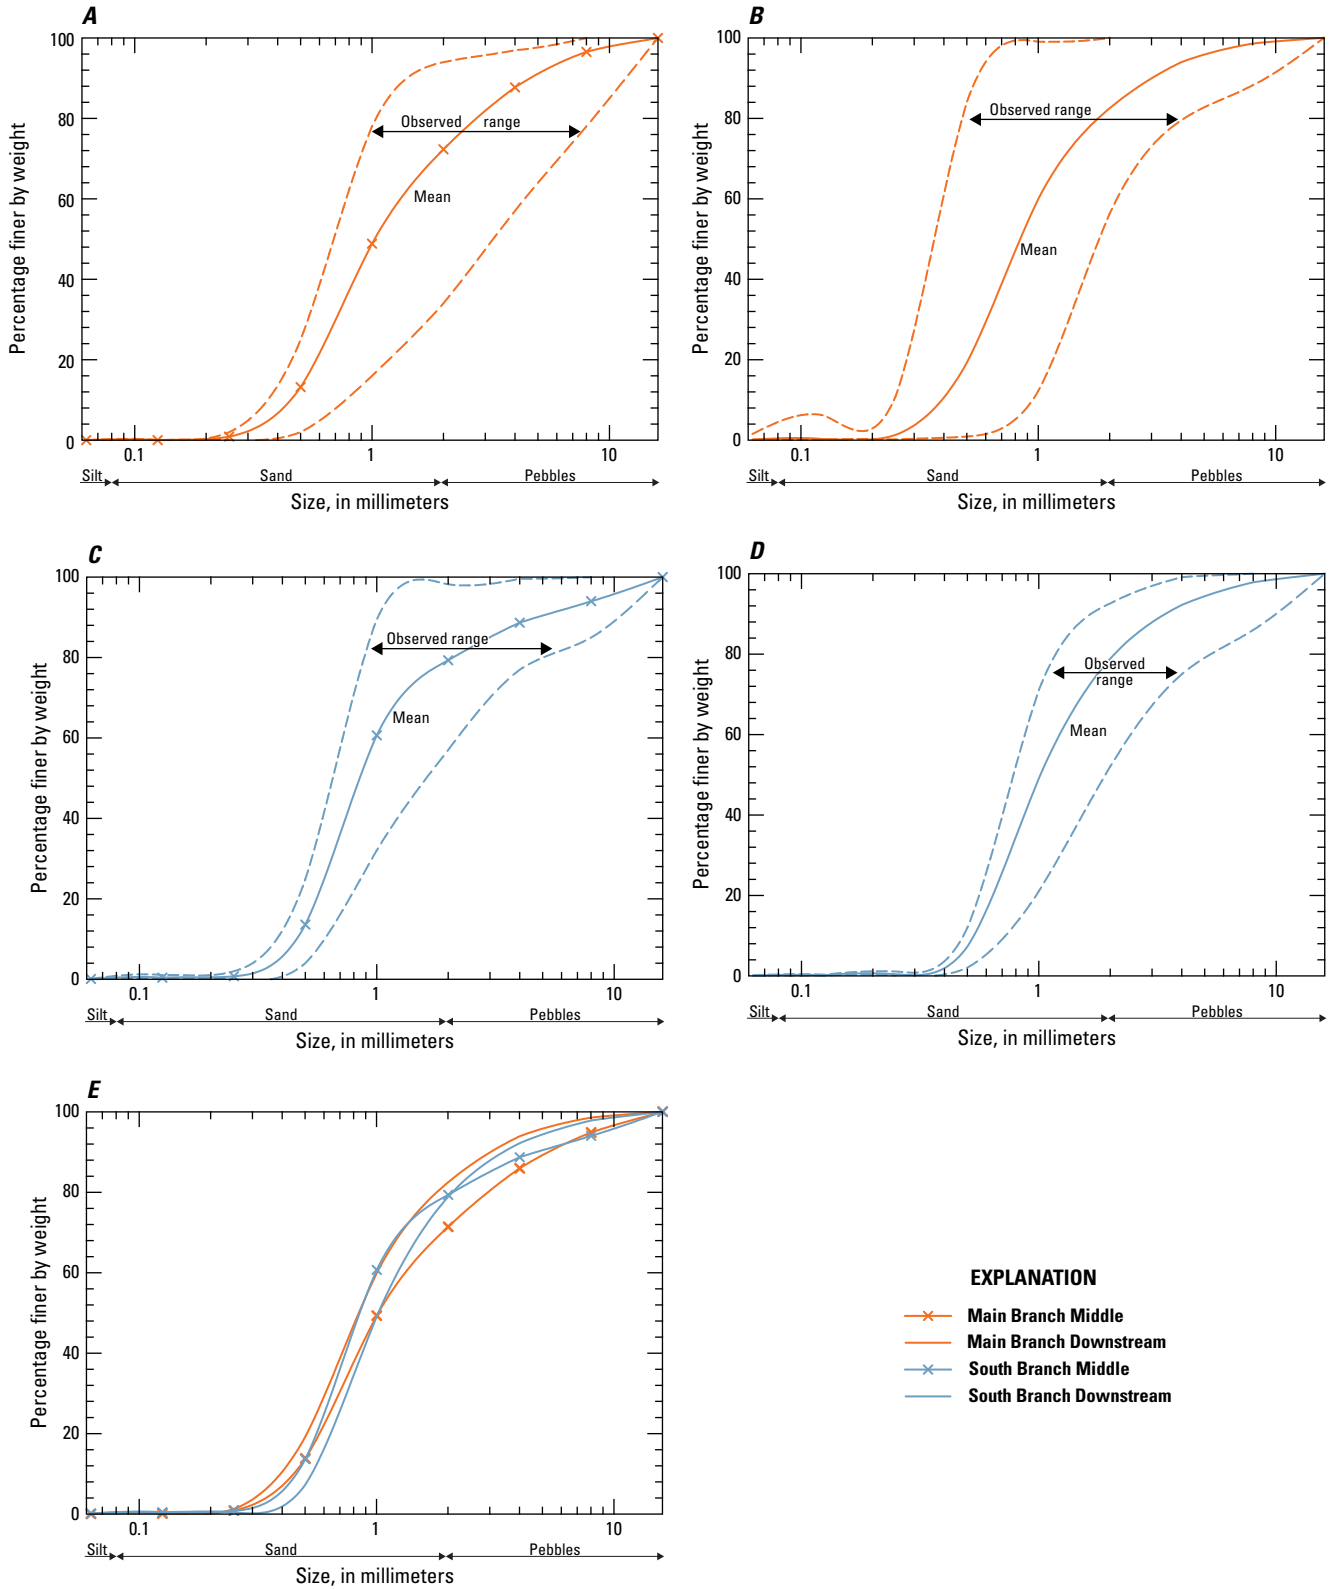 A
Percentage finer by weight
100
80
60
40
20
0
Observed range
Mean
0.1 1 10
Silt Sand Pebbles
Size, in millimeters
B
Percentage finer by weight
100
80
60
40
20
0
Observed range
Mean
0.1 1 10
Silt Sand Pebbles
Size, in millimeters
C
Percentage finer by weight
100
80
60
40
20
0
Observed range
Mean
0.1 1 10
Silt Sand Pebbles
Size, in millimeters
D
Percentage finer by weight
100
80
60
40
20
0
Observed
range
Mean
0.1 1 10
Silt Sand Pebbles
Size, in millimeters
E
Percentage finer by weight
100
80
60
40
20
0
0.1 1 10
Silt Sand Pebbles
Size, in millimeters
EXPLANATION
Main Branch Middle
Main Branch Downstream
South Branch Middle
South Branch Downstream